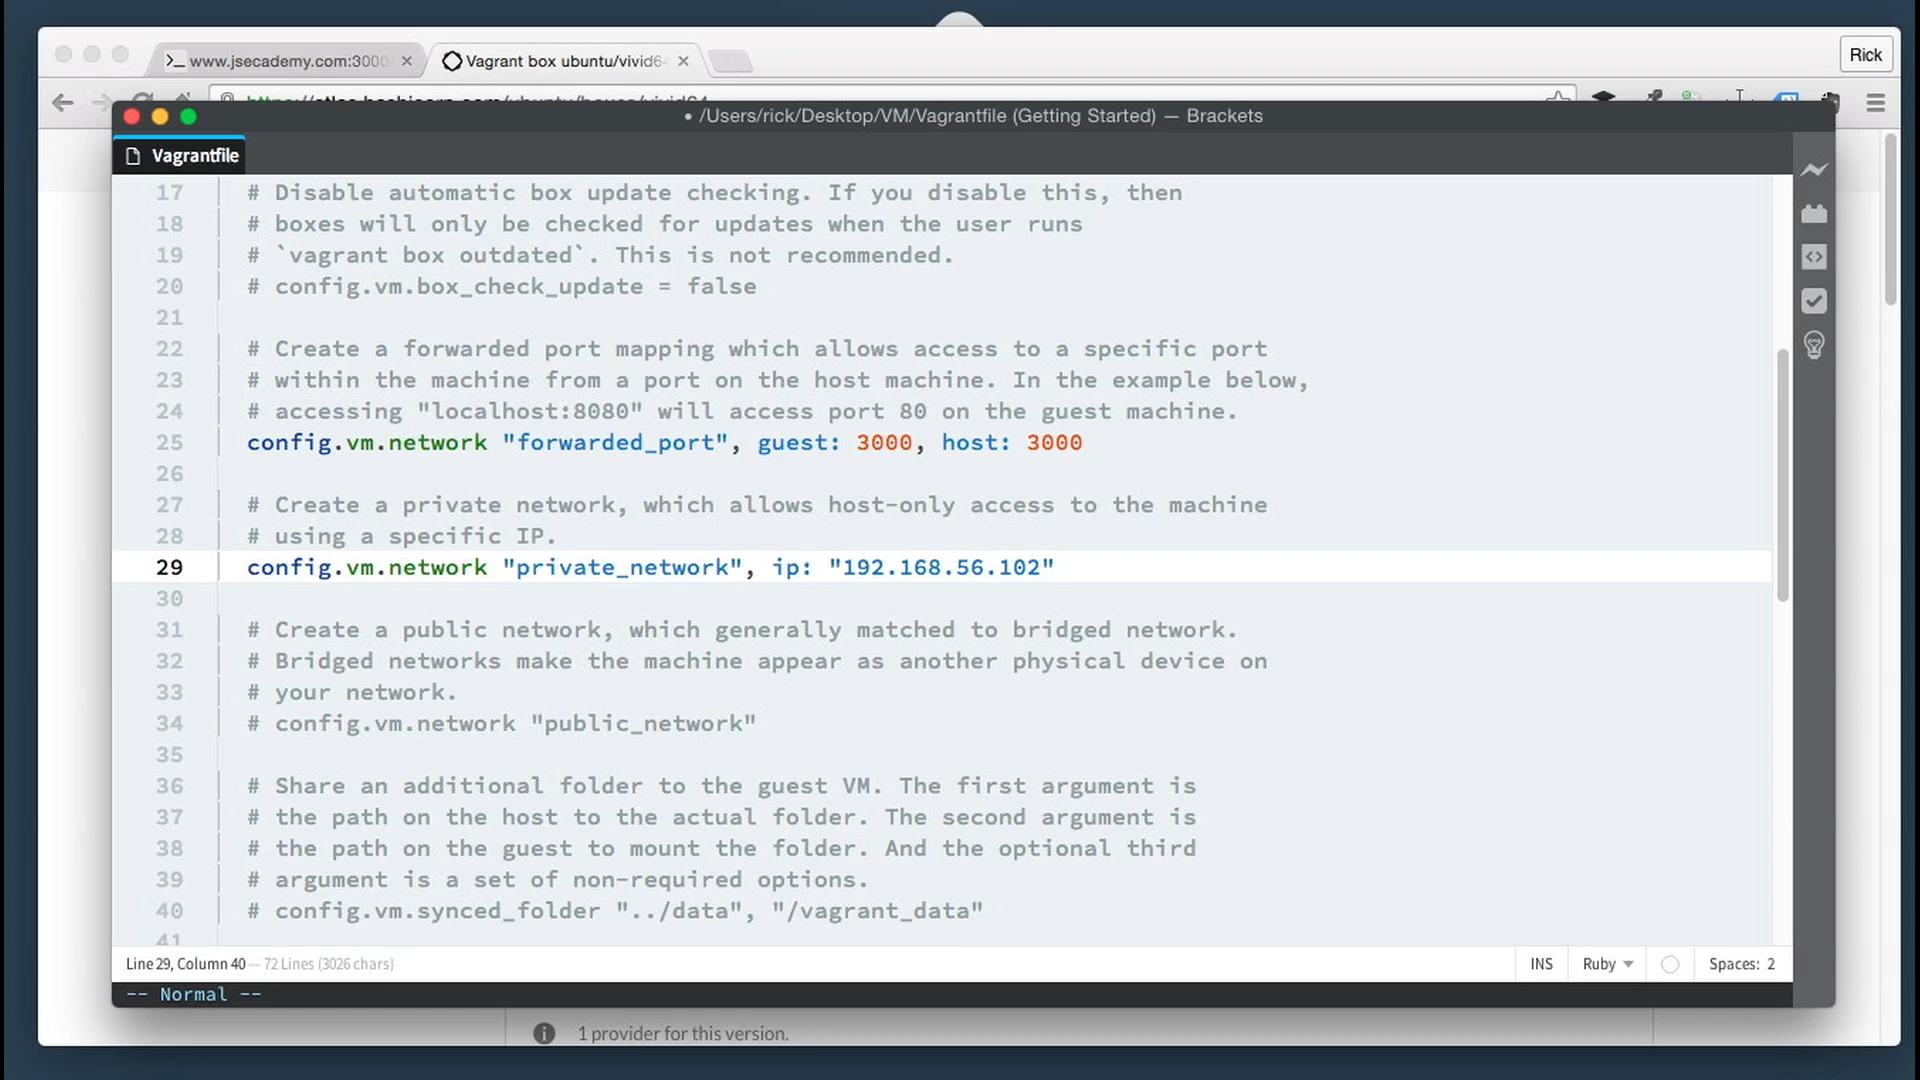 www.jsecademy.com:3000
Vagrant box ubuntu/vivid64
Rick
• /Users/rick/Desktop/VM/Vagrantfile (Getting Started) — Brackets
Vagrantfile
17 # Disable automatic box update checking. If you disable this, then
18 # boxes will only be checked for updates when the user runs
19 # `vagrant box outdated`. This is not recommended.
20 # config.vm.box_check_update = false
21
22 # Create a forwarded port mapping which allows access to a specific port
23 # within the machine from a port on the host machine. In the example below,
24 # accessing "localhost:8080" will access port 80 on the guest machine.
25 config.vm.network "forwarded_port", guest: 3000, host: 3000
26
27 # Create a private network, which allows host-only access to the machine
28 # using a specific IP.
29 config.vm.network "private_network", ip: "192.168.56.102"
30
31 # Create a public network, which generally matched to bridged network.
32 # Bridged networks make the machine appear as another physical device on
33 # your network.
34 # config.vm.network "public_network"
35
36 # Share an additional folder to the guest VM. The first argument is
37 # the path on the host to the actual folder. The second argument is
38 # the path on the guest to mount the folder. And the optional third
39 # argument is a set of non-required options.
40 # config.vm.synced_folder "../data", "/vagrant_data"
41
Line 29, Column 40 — 72 Lines (3026 chars)
INS
Ruby
Spaces: 2
-- Normal --
1 provider for this version.